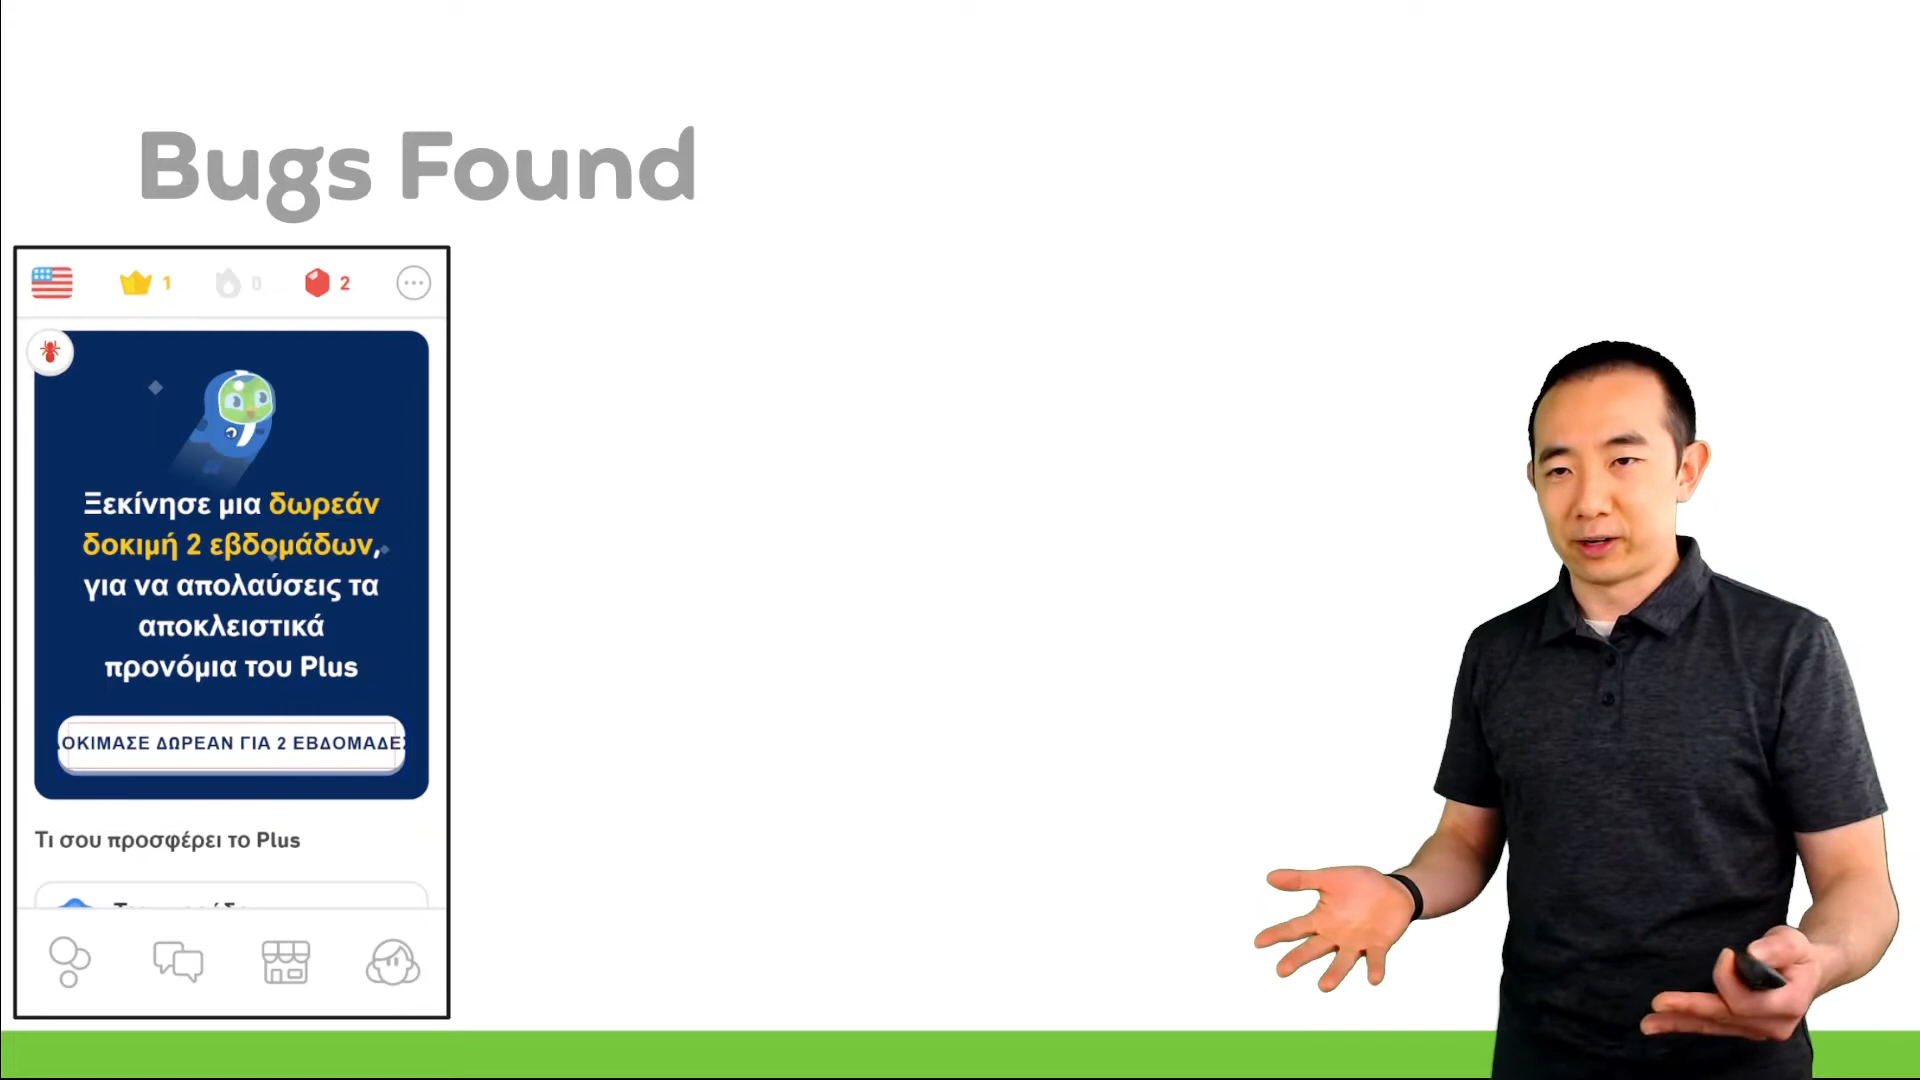 Bugs Found
1 0 2
Ξεκίνησε μια δωρεάν
δοκιμή 2 εβδομάδων,
για να απολαύσεις τα
αποκλειστικά
προνόμια του Plus
ΟΚΙΜΑΣΕ ΔΩΡΕΑΝ ΓΙΑ 2 ΕΒΔΟΜΑΔΕΣ
Τι σου προσφέρει το Plus